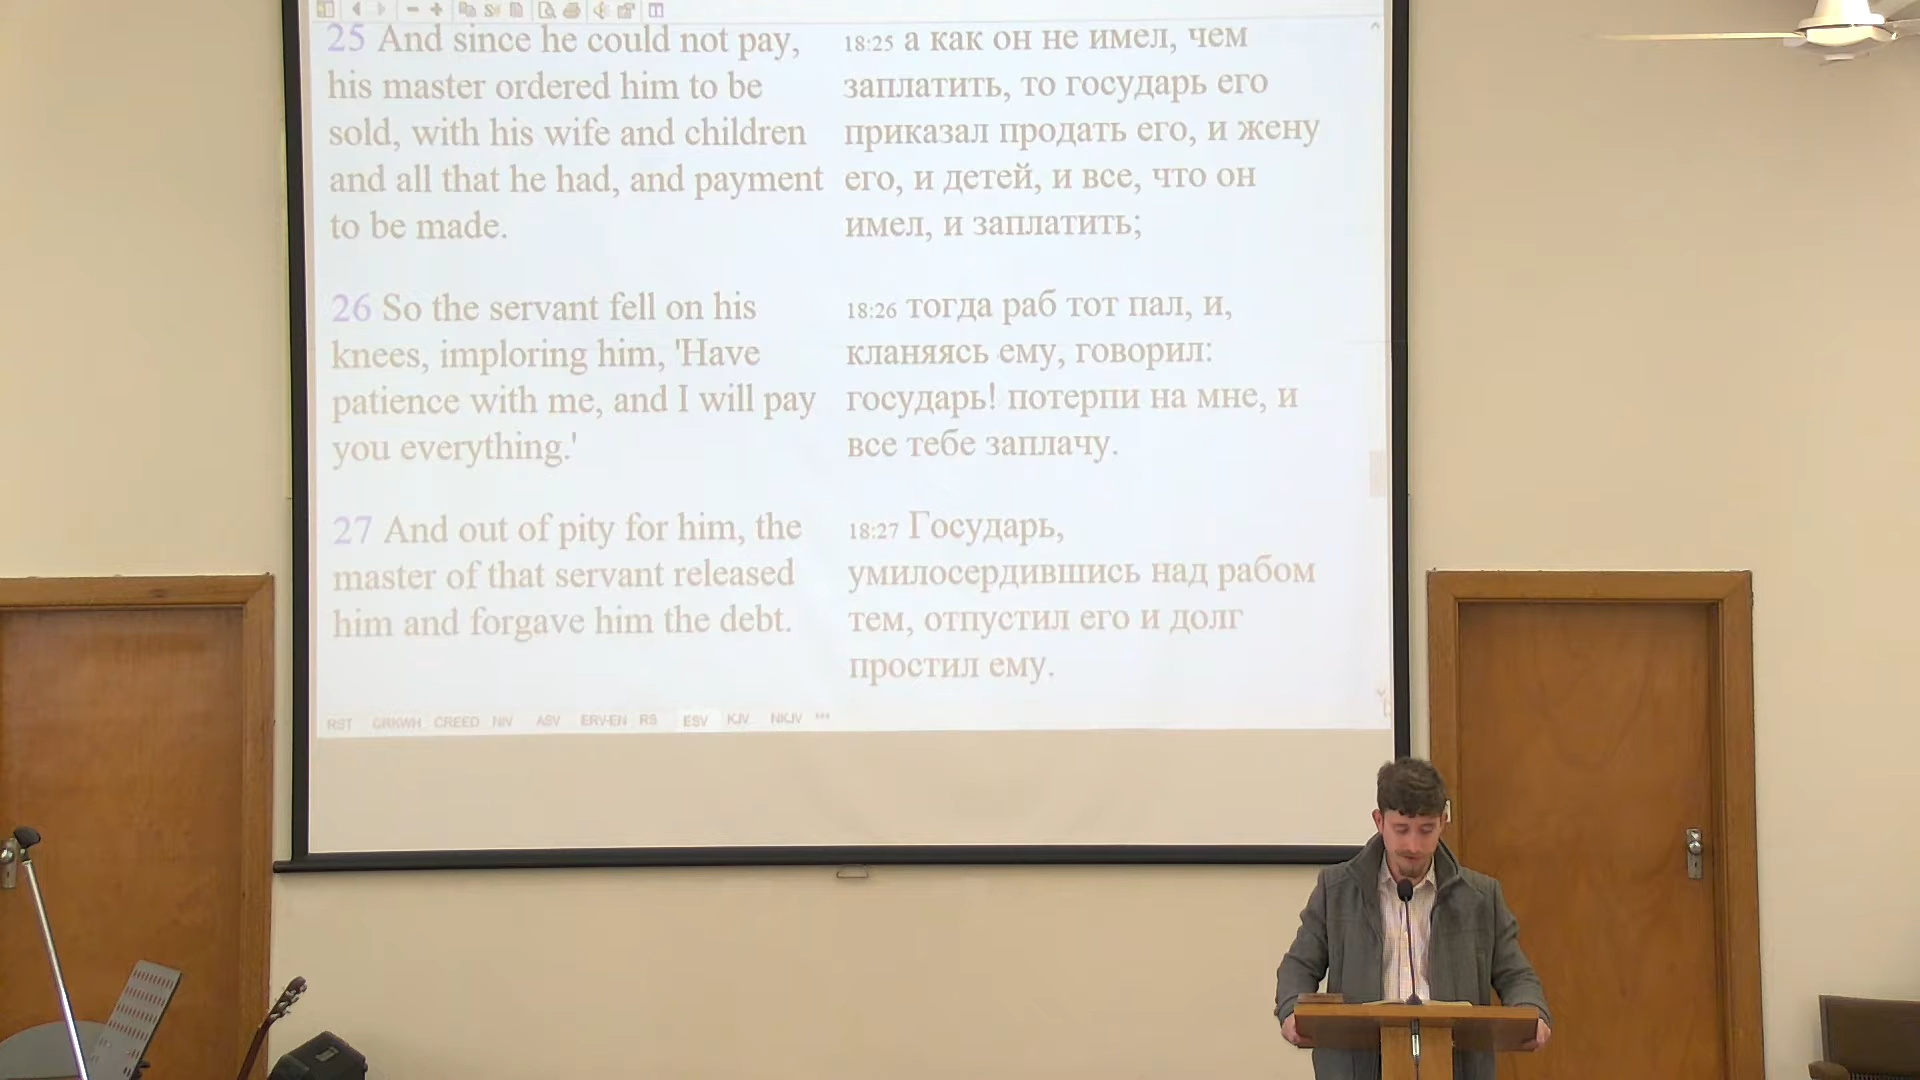 25 And since he could not pay,
his master ordered him to be
sold, with his wife and children
and all that he had, and payment
to be made.
26 So the servant fell on his
knees, imploring him, 'Have
patience with me, and I will pay
you everything.'
27 And out of pity for him, the
master of that servant released
him and forgave him the debt.
18:25 а как он не имел, чем
заплатить, то государь его
приказал продать его, и жену
его, и детей, и все, что он
имел, и заплатить;
18:26 тогда раб тот пал, и,
кланяясь ему, говорил:
государь! потерпи на мне, и
все тебе заплачу.
18:27 Государь,
умилосердившись над рабом
тем, отпустил его и долг
простил ему.
RST GRKWH CREED NIV ASV ERV-EN RS ESV KJV NKJV ***